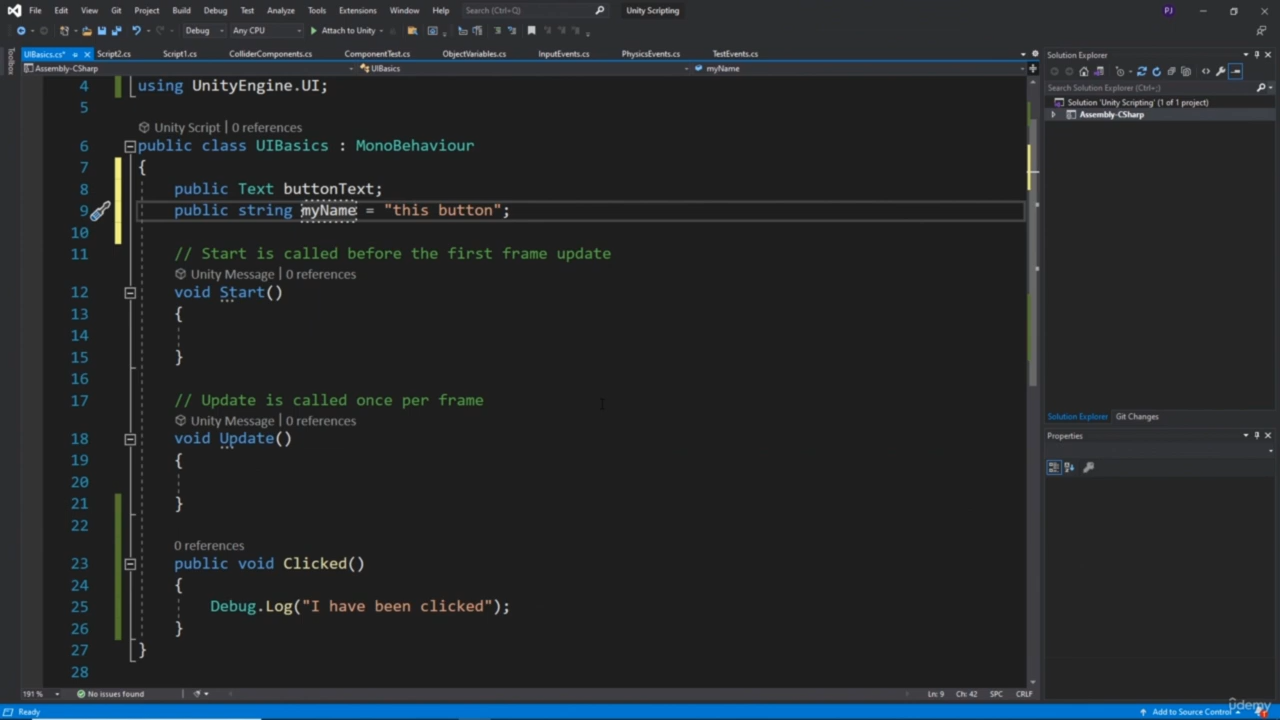 File Edit View Git Project Build Debug Test Analyze Tools Extensions Window Help Search (Ctrl+Q) Unity Scripting PJ
Debug Any CPU Attach to Unity
UIBasics.cs* Script2.cs Script1.cs ColliderComponents.cs ComponentTest.cs ObjectVariables.cs InputEvents.cs PhysicsEvents.cs TestEvents.cs
Toolbox
Assembly-CSharp UIBasics myName
4 using UnityEngine.UI;
5
Unity Script | 0 references
6 public class UIBasics : MonoBehaviour
7 {
8 public Text buttonText;
9 public string myName = "this button";
10
11 // Start is called before the first frame update
Unity Message | 0 references
12 void Start()
13 {
14
15 }
16
17 // Update is called once per frame
Unity Message | 0 references
18 void Update()
19 {
20
21 }
22
0 references
23 public void Clicked()
24 {
25 Debug.Log("I have been clicked");
26 }
27 }
28
191 % No issues found Ln: 9 Ch: 42 SPC CRLF
Solution Explorer
Search Solution Explorer (Ctrl+;)
Solution 'Unity Scripting' (1 of 1 project)
Assembly-CSharp
Solution Explorer Git Changes
Properties
Ready Add to Source Control
udemy